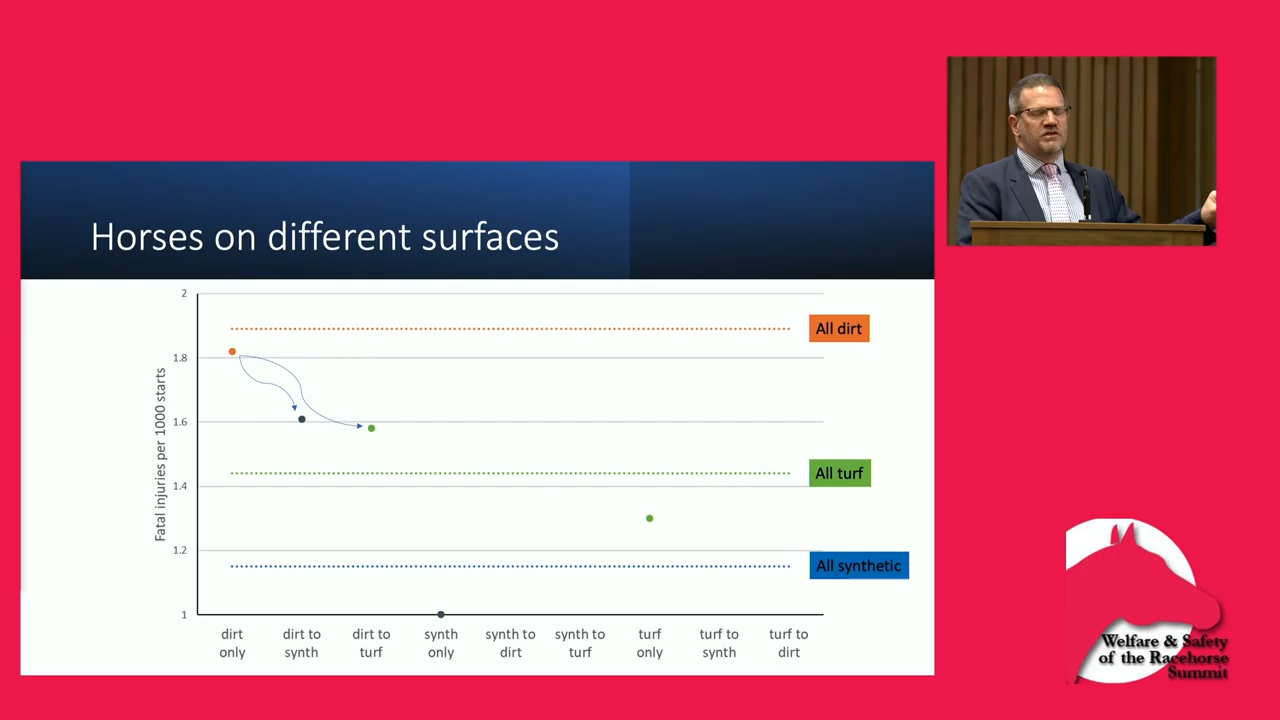 Horses on different surfaces
Fatal injuries per 1000 starts
2
1.8
1.6
1.4
1.2
1
All dirt
All turf
All synthetic
dirt only
dirt to synth
dirt to turf
synth only
synth to dirt
synth to turf
turf only
turf to synth
turf to dirt
Welfare & Safety
of the Racehorse
Summit